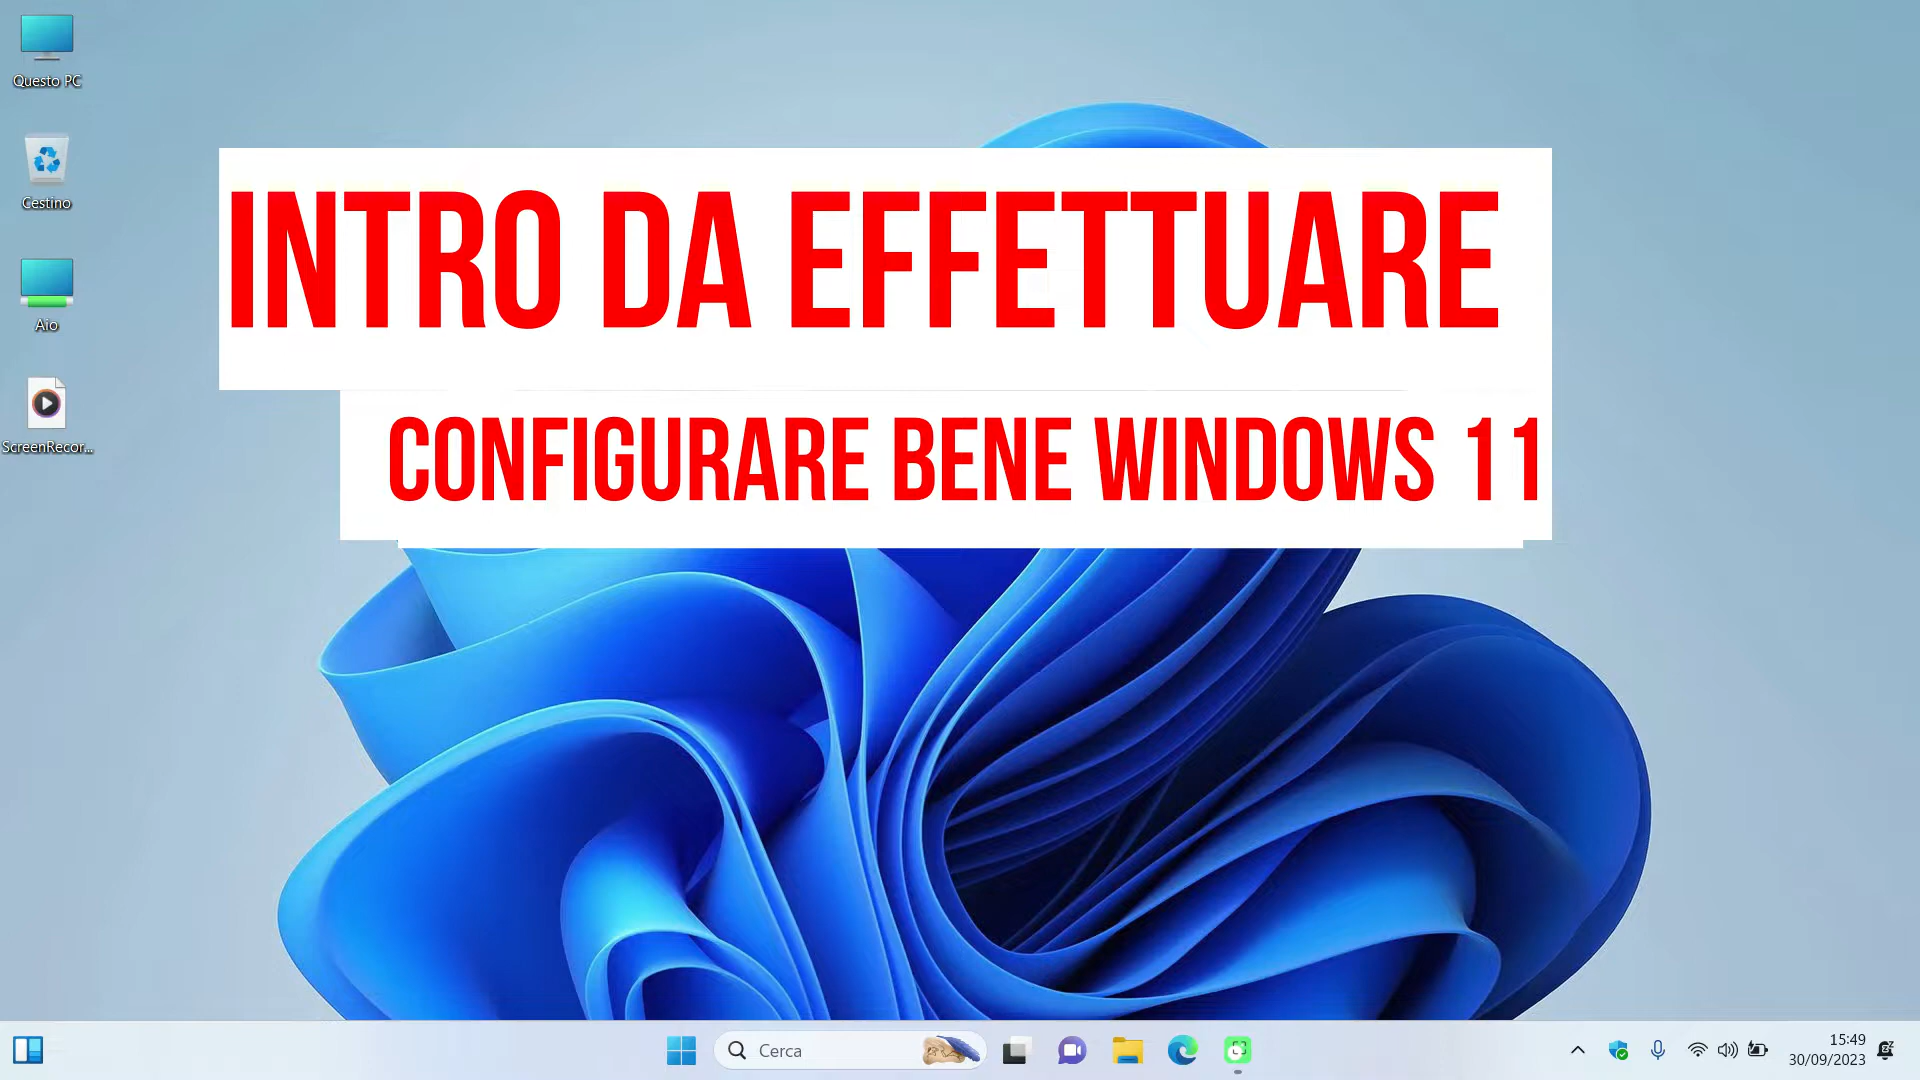 Questo PC
Cestino
Aio
ScreenRecor...
INTRO DA EFFETTUARE
CONFIGURARE BENE WINDOWS 11
Cerca
15:49
30/09/2023